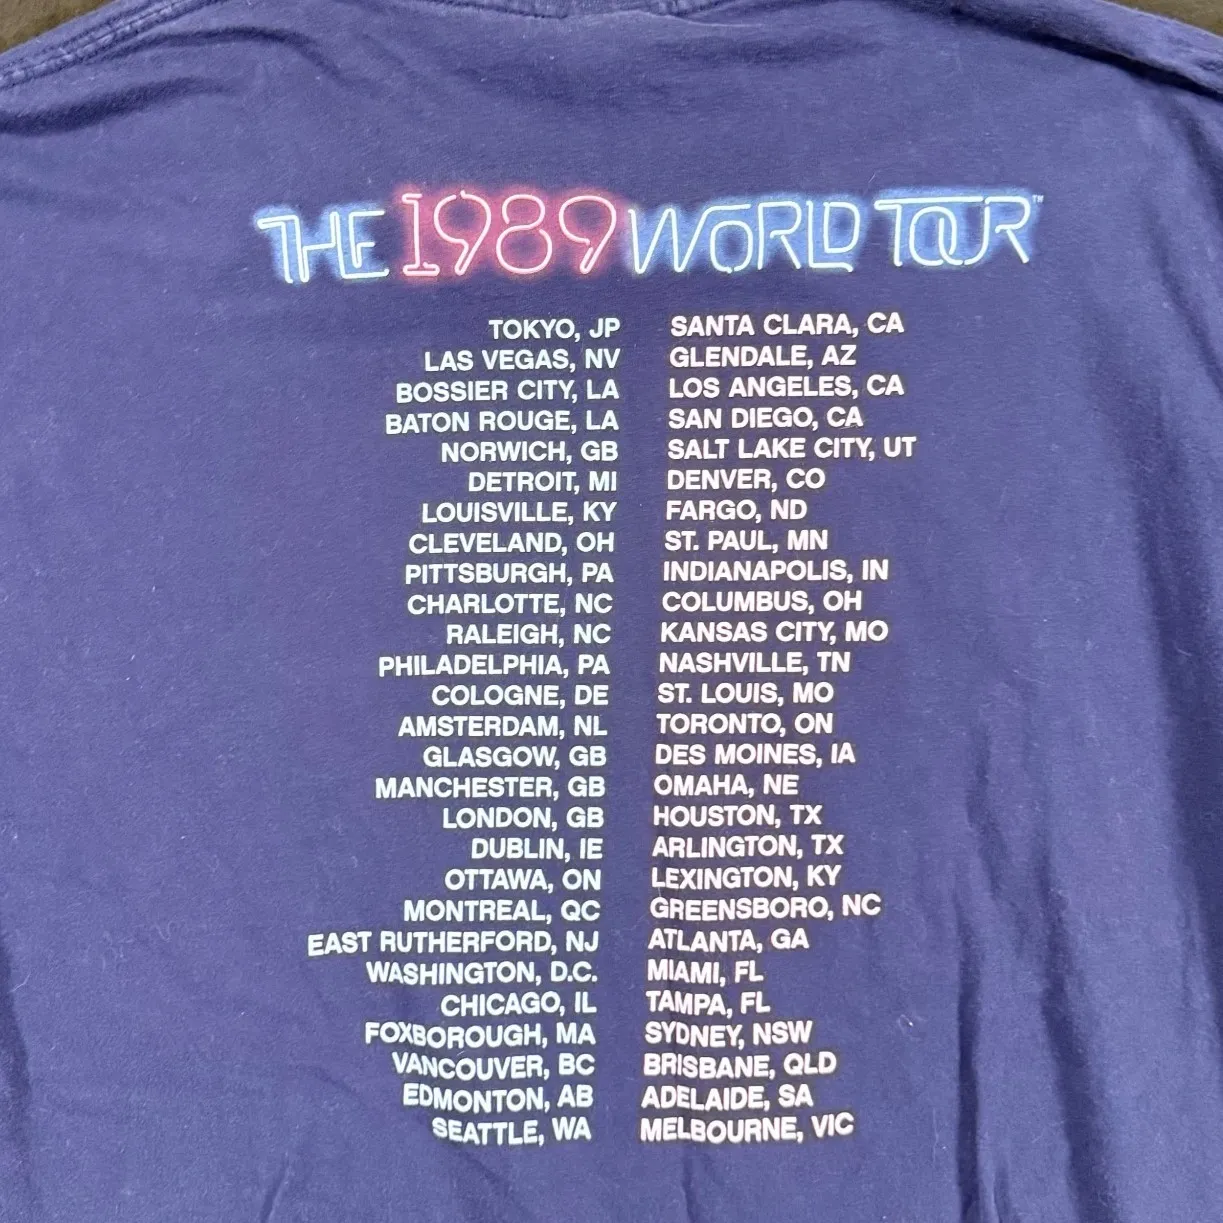 THE 1989 WORLD TOUR™
TOKYO, JP
LAS VEGAS, NV
BOSSIER CITY, LA
BATON ROUGE, LA
NORWICH, GB
DETROIT, MI
LOUISVILLE, KY
CLEVELAND, OH
PITTSBURGH, PA
CHARLOTTE, NC
RALEIGH, NC
PHILADELPHIA, PA
COLOGNE, DE
AMSTERDAM, NL
GLASGOW, GB
MANCHESTER, GB
LONDON, GB
DUBLIN, IE
OTTAWA, ON
MONTREAL, QC
EAST RUTHERFORD, NJ
WASHINGTON, D.C.
CHICAGO, IL
FOXBOROUGH, MA
VANCOUVER, BC
EDMONTON, AB
SEATTLE, WA
SANTA CLARA, CA
GLENDALE, AZ
LOS ANGELES, CA
SAN DIEGO, CA
SALT LAKE CITY, UT
DENVER, CO
FARGO, ND
ST. PAUL, MN
INDIANAPOLIS, IN
COLUMBUS, OH
KANSAS CITY, MO
NASHVILLE, TN
ST. LOUIS, MO
TORONTO, ON
DES MOINES, IA
OMAHA, NE
HOUSTON, TX
ARLINGTON, TX
LEXINGTON, KY
GREENSBORO, NC
ATLANTA, GA
MIAMI, FL
TAMPA, FL
SYDNEY, NSW
BRISBANE, QLD
ADELAIDE, SA
MELBOURNE, VIC